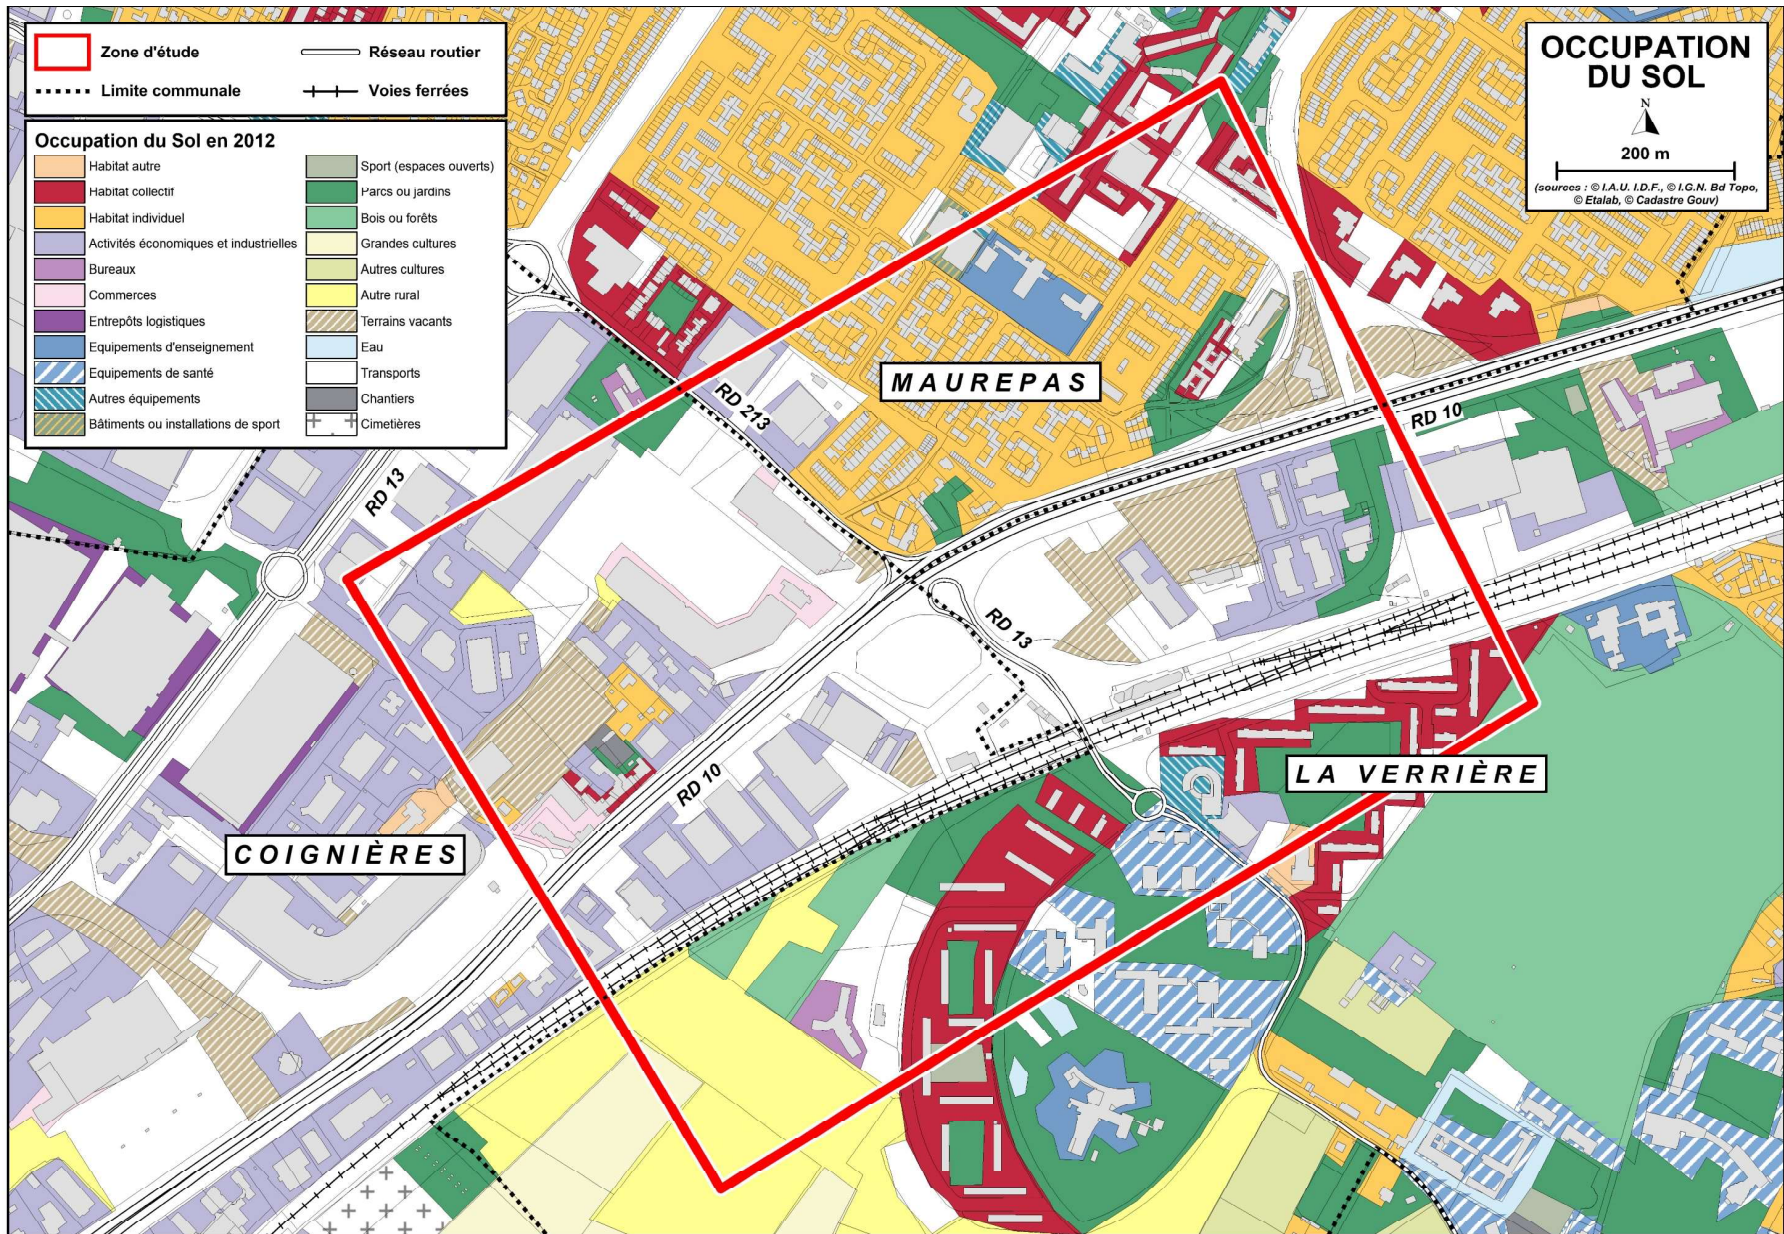 Zone d'étude
Réseau routier
Limite communale
Voies ferrées
Occupation du Sol en 2012
Habitat autre
Habitat collectif
Habitat individuel
Activités économiques et industrielles
Bureaux
Commerces
Entrepôts logistiques
Equipements d'enseignement
Equipements de santé
Autres équipements
Bâtiments ou installations de sport
Sport (espaces ouverts)
Parcs ou jardins
Bois ou forêts
Grandes cultures
Autres cultures
Autre rural
Terrains vacants
Eau
Transports
Chantiers
Cimetières
OCCUPATION
DU SOL
N
200 m
(sources : © I.A.U. I.D.F., © I.G.N. Bd Topo,
© Etalab, © Cadastre Gouv)
MAUREPAS
RD 213
RD 10
RD 13
RD 13
LA VERRIÈRE
RD 10
COIGNIÈRES